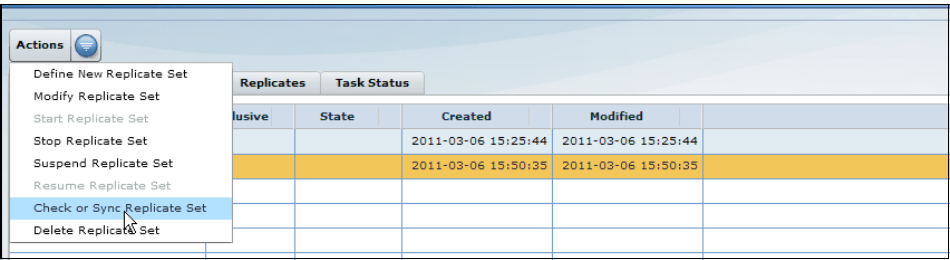 Actions
Define New Replicate Set
Modify Replicate Set
Start Replicate Set
Stop Replicate Set
Suspend Replicate Set
Resume Replicate Set
Check or Sync Replicate Set
Delete Replicate Set
Replicates Task Status
lusive State Created Modified
2011-03-06 15:25:44 2011-03-06 15:25:44
2011-03-06 15:50:35 2011-03-06 15:50:35